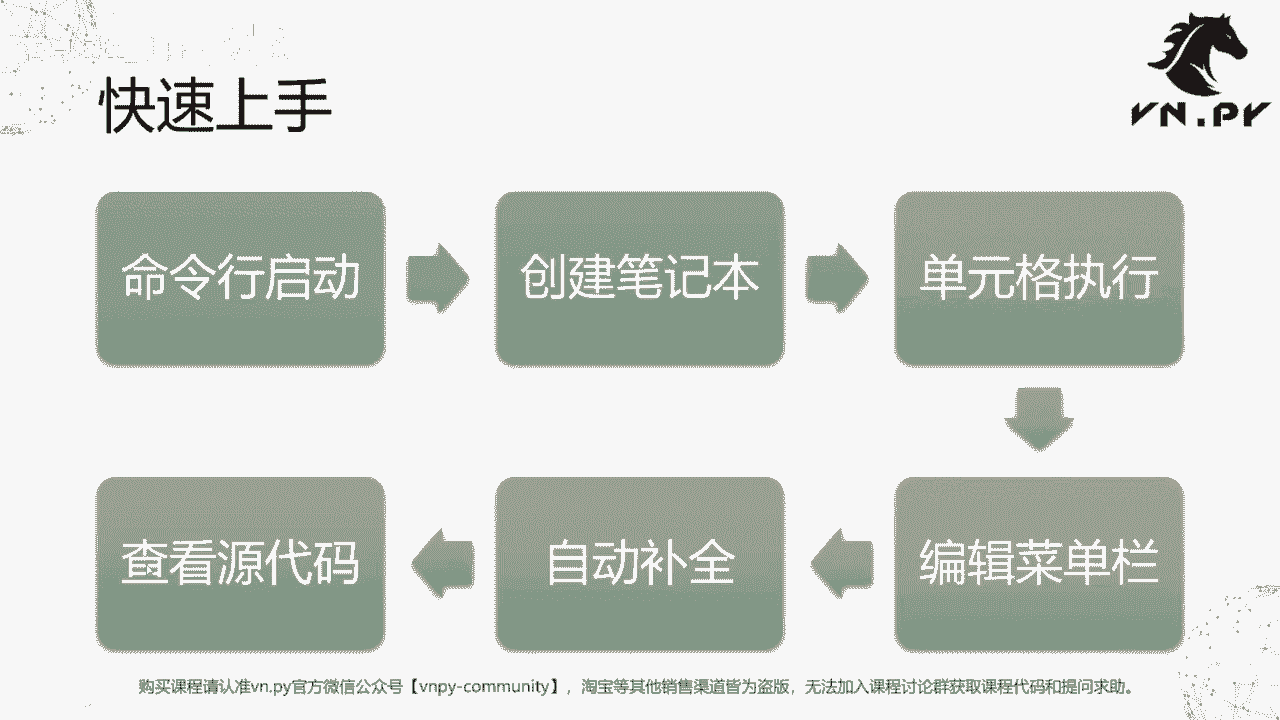 快速上手
VN.PY
命令行启动
创建笔记本
单元格执行
编辑菜单栏
自动补全
查看源代码
购买课程请认准vn.py官方微信公众号【vnpy-community】，淘宝等其他销售渠道皆为盗版，无法加入课程讨论群获取课程代码和提问求助。